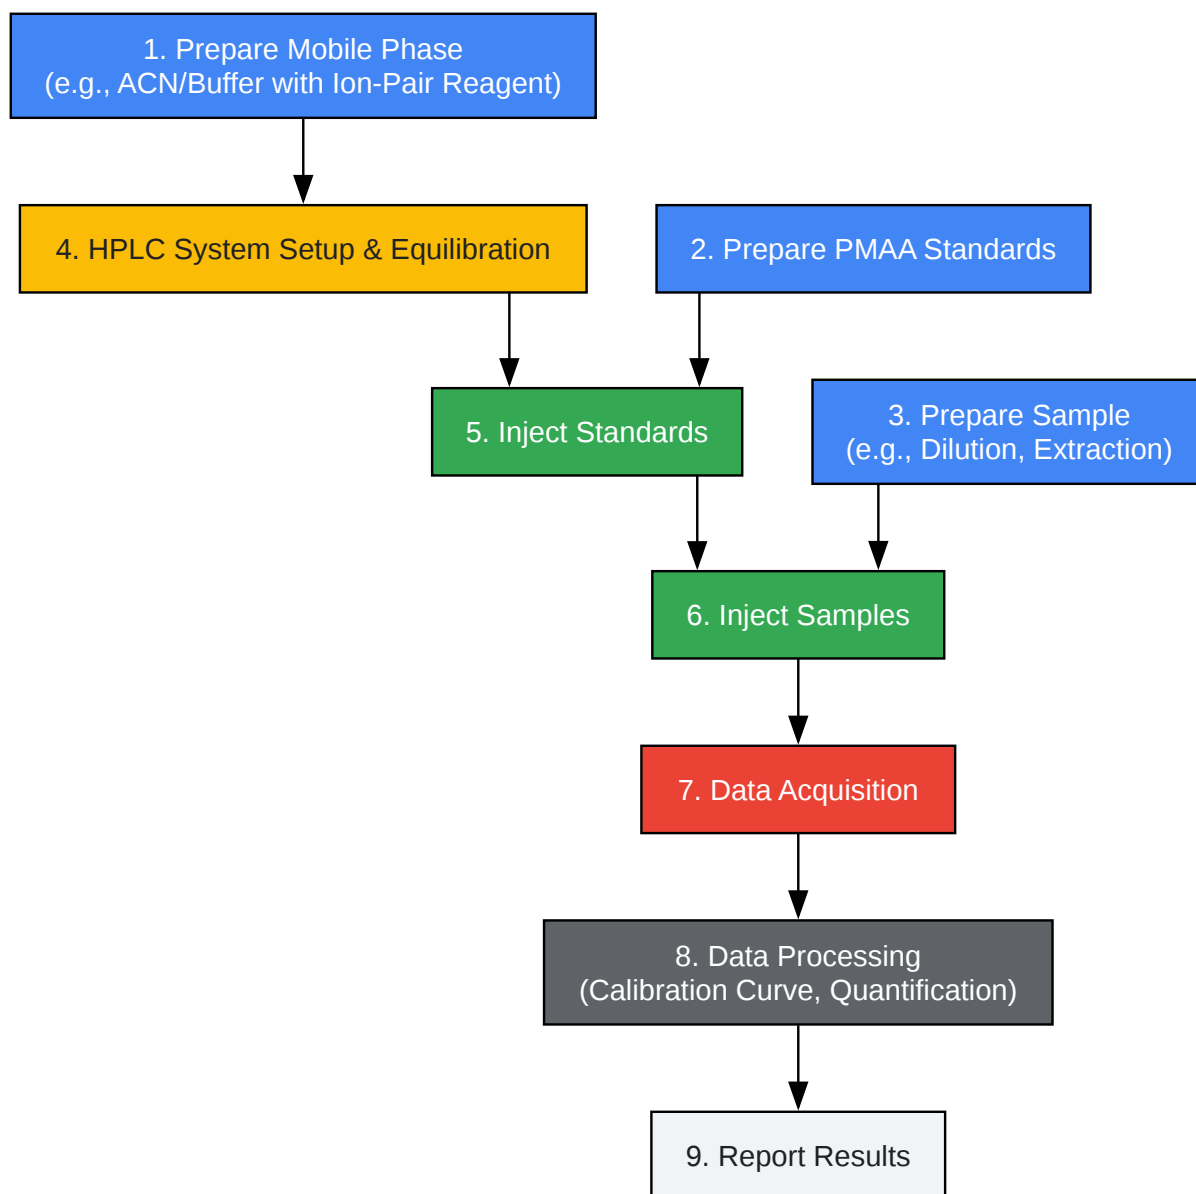 1. Prepare Mobile Phase
(e.g., ACN/Buffer with Ion-Pair Reagent)
4. HPLC System Setup & Equilibration
2. Prepare PMAA Standards
3. Prepare Sample
(e.g., Dilution, Extraction)
5. Inject Standards
6. Inject Samples
7. Data Acquisition
8. Data Processing
(Calibration Curve, Quantification)
9. Report Results